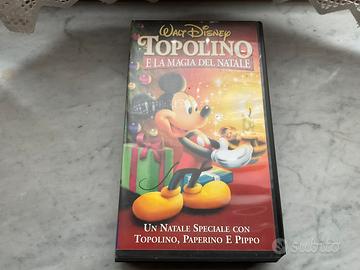 WALT DISNEY
TOPOLINO
E LA MAGIA DEL NATALE
UN NATALE SPECIALE CON
TOPOLINO, PAPERINO E PIPPO
subito